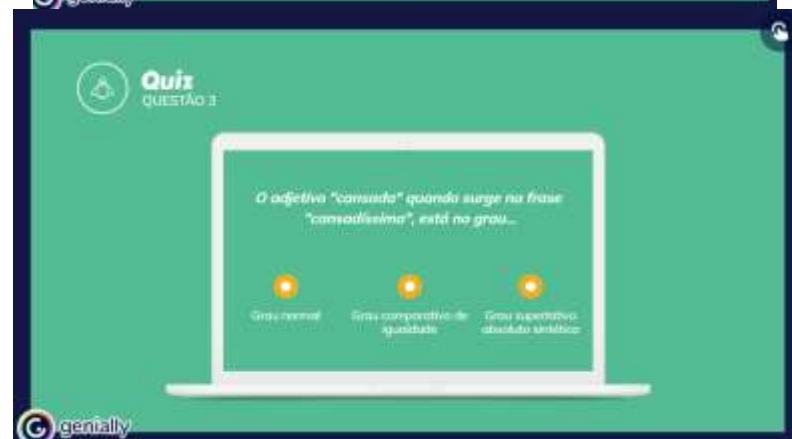 genially
Quiz
QUESTÃO 3
O adjetivo "cansado" quando surge na frase
"cansadíssimo", está no grau...
Grau normal
Grau comparativo de
igualdade
Grau superlativo
absoluto sintético
genially